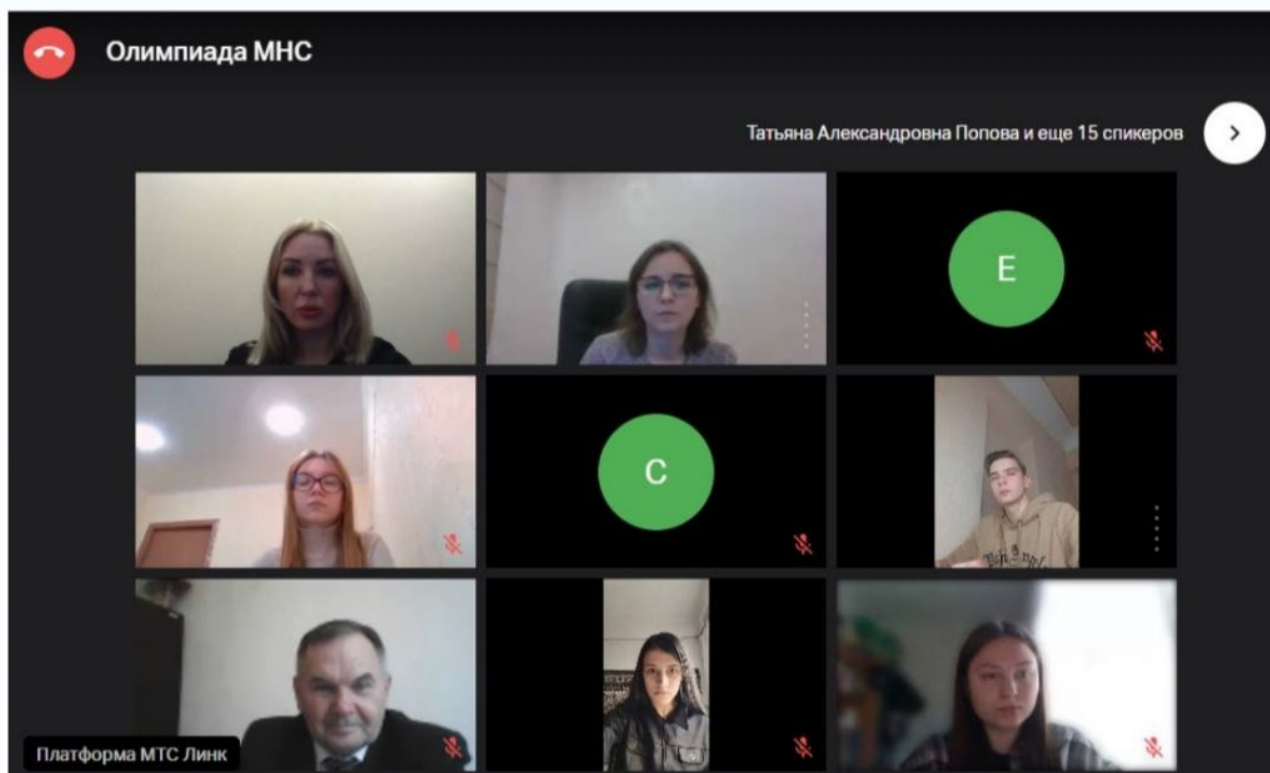 Олимпиада МНС
Татьяна Александровна Попова и еще 15 спикеров
E
C
Платформа МТС Линк